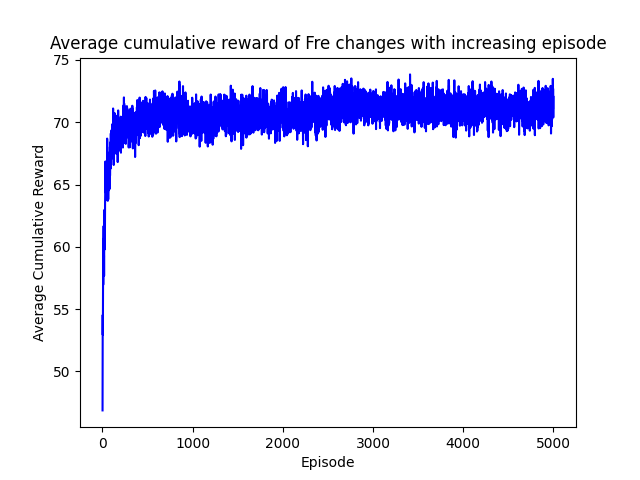 Average cumulative reward of Fre changes with increasing episode
75
70
65
60
55
50
Average Cumulative Reward
0 1000 2000 3000 4000 5000
Episode